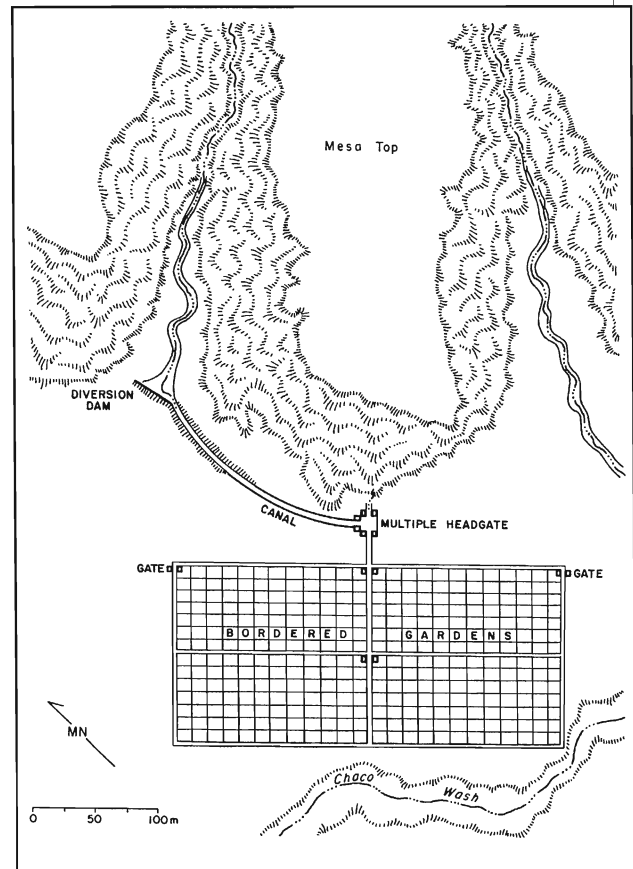 Mesa Top
DIVERSION
DAM
CANAL
MULTIPLE HEADGATE
GATE
GATE
BORDERED GARDENS
MN
Chaco Wash
0 50 100m